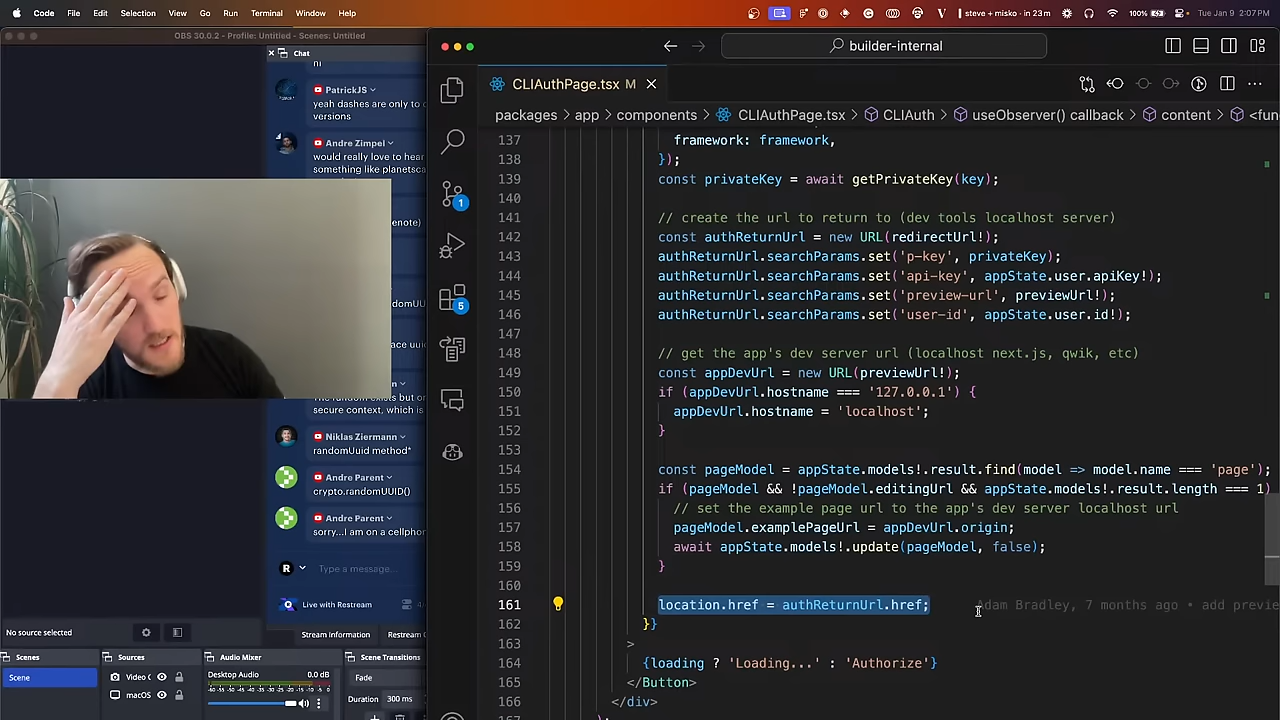 Code File Edit Selection View Go Run Terminal Window Help
steve + misko • in 23 m
100%
Tue Jan 9 2:07 PM
OBS 30.0.2 - Profile: Untitled - Scenes: Untitled
Chat
hi
PatrickJS
yeah dashes are only to
versions
Andre Zimpel
would really love to hear
something like planetsca
secure context, which is
Niklas Ziermann
randomUuid method*
Andre Parent
crypto.randomUUID()
Andre Parent
sorry...I am on a cellphon
R
Type a message...
Live with Restream
No source selected
Stream information
Restream
Scenes
Scene
Sources
Video C
macOS
Audio Mixer
Desktop Audio
0.0 dB
Scene Transitions
Fade
Duration 300 ms
builder-internal
CLIAuthPage.tsx M
packages > app > components > CLIAuthPage.tsx > CLIAuth > useObserver() callback > content > <fun
1
5
137 framework: framework,
138 });
139 const privateKey = await getPrivateKey(key);
140
141 // create the url to return to (dev tools localhost server)
142 const authReturnUrl = new URL(redirectUrl!);
143 authReturnUrl.searchParams.set('p-key', privateKey);
144 authReturnUrl.searchParams.set('api-key', appState.user.apiKey!);
145 authReturnUrl.searchParams.set('preview-url', previewUrl!);
146 authReturnUrl.searchParams.set('user-id', appState.user.id!);
147
148 // get the app's dev server url (localhost next.js, qwik, etc)
149 const appDevUrl = new URL(previewUrl!);
150 if (appDevUrl.hostname === '127.0.0.1') {
151 appDevUrl.hostname = 'localhost';
152 }
153
154 const pageModel = appState.models!.result.find(model => model.name === 'page');
155 if (pageModel && !pageModel.editingUrl && appState.models!.result.length === 1)
156 // set the example page url to the app's dev server localhost url
157 pageModel.examplePageUrl = appDevUrl.origin;
158 await appState.models!.update(pageModel, false);
159 }
160
161 location.href = authReturnUrl.href; Adam Bradley, 7 months ago • add previe
162 }}
163 >
164 {loading ? 'Loading...' : 'Authorize'}
165 </Button>
166 </div>
167 );